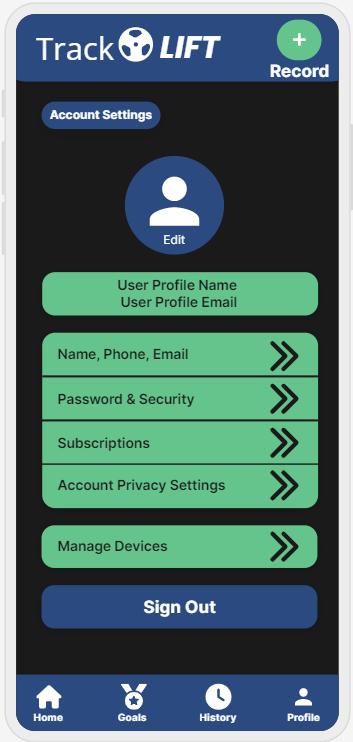 Track LIFT
+
Record
Account Settings
Edit
User Profile Name
User Profile Email
Name, Phone, Email
Password & Security
Subscriptions
Account Privacy Settings
Manage Devices
Sign Out
Home Goals History Profile